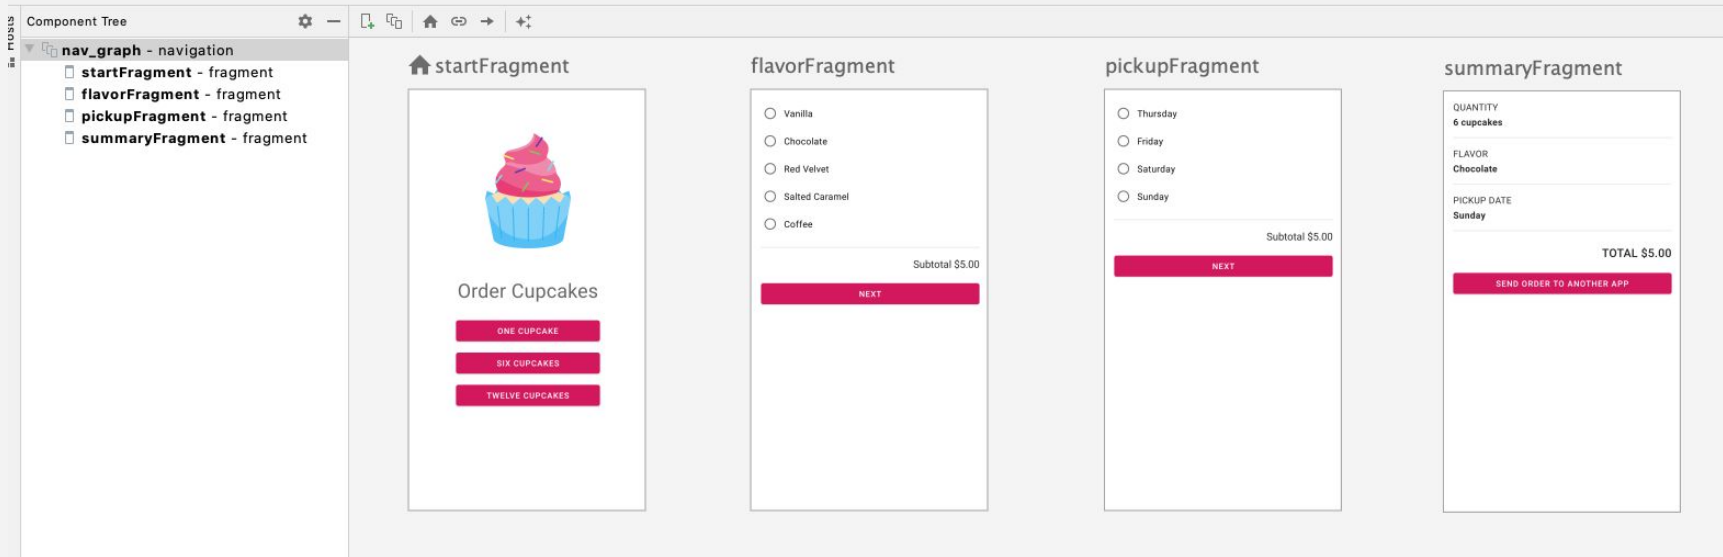 Hosts
Component Tree
nav_graph - navigation
startFragment - fragment
flavorFragment - fragment
pickupFragment - fragment
summaryFragment - fragment
startFragment
Order Cupcakes
ONE CUPCAKE
SIX CUPCAKES
TWELVE CUPCAKES
flavorFragment
Vanilla
Chocolate
Red Velvet
Salted Caramel
Coffee
Subtotal $5.00
NEXT
pickupFragment
Thursday
Friday
Saturday
Sunday
Subtotal $5.00
NEXT
summaryFragment
QUANTITY
6 cupcakes
FLAVOR
Chocolate
PICKUP DATE
Sunday
TOTAL $5.00
SEND ORDER TO ANOTHER APP